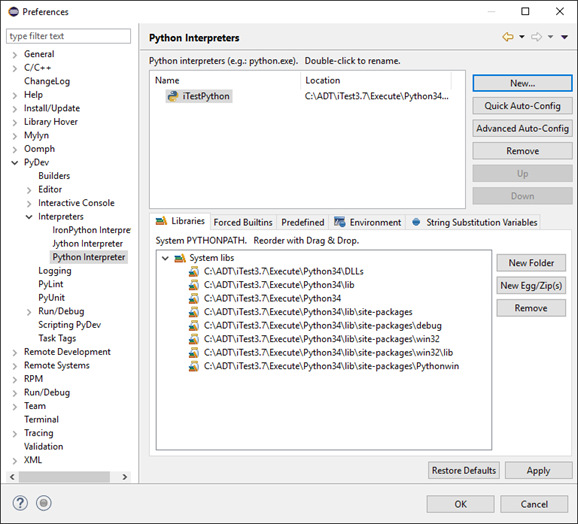 Preferences
type filter text
General
C/C++
ChangeLog
Help
Install/Update
Library Hover
Mylyn
Oomph
PyDev
Builders
Editor
Interactive Console
Interpreters
IronPython Interpre
Jython Interpreter
Python Interpreter
Logging
PyLint
PyUnit
Run/Debug
Scripting PyDev
Task Tags
Remote Development
Remote Systems
RPM
Run/Debug
Team
Terminal
Tracing
Validation
XML
Python Interpreters
Python interpreters (e.g.: python.exe). Double-click to rename.
Name Location
iTestPython C:\ADT\iTest3.7\Execute\Python34...
New...
Quick Auto-Config
Advanced Auto-Config
Remove
Up
Down
Libraries Forced Builtins Predefined Environment String Substitution Variables
System PYTHONPATH. Reorder with Drag & Drop.
System libs
C:\ADT\iTest3.7\Execute\Python34\DLLs
C:\ADT\iTest3.7\Execute\Python34\lib
C:\ADT\iTest3.7\Execute\Python34
C:\ADT\iTest3.7\Execute\Python34\lib\site-packages
C:\ADT\iTest3.7\Execute\Python34\lib\site-packages\debug
C:\ADT\iTest3.7\Execute\Python34\lib\site-packages\win32
C:\ADT\iTest3.7\Execute\Python34\lib\site-packages\win32\lib
C:\ADT\iTest3.7\Execute\Python34\lib\site-packages\Pythonwin
New Folder
New Egg/Zip(s)
Remove
Restore Defaults Apply
OK Cancel